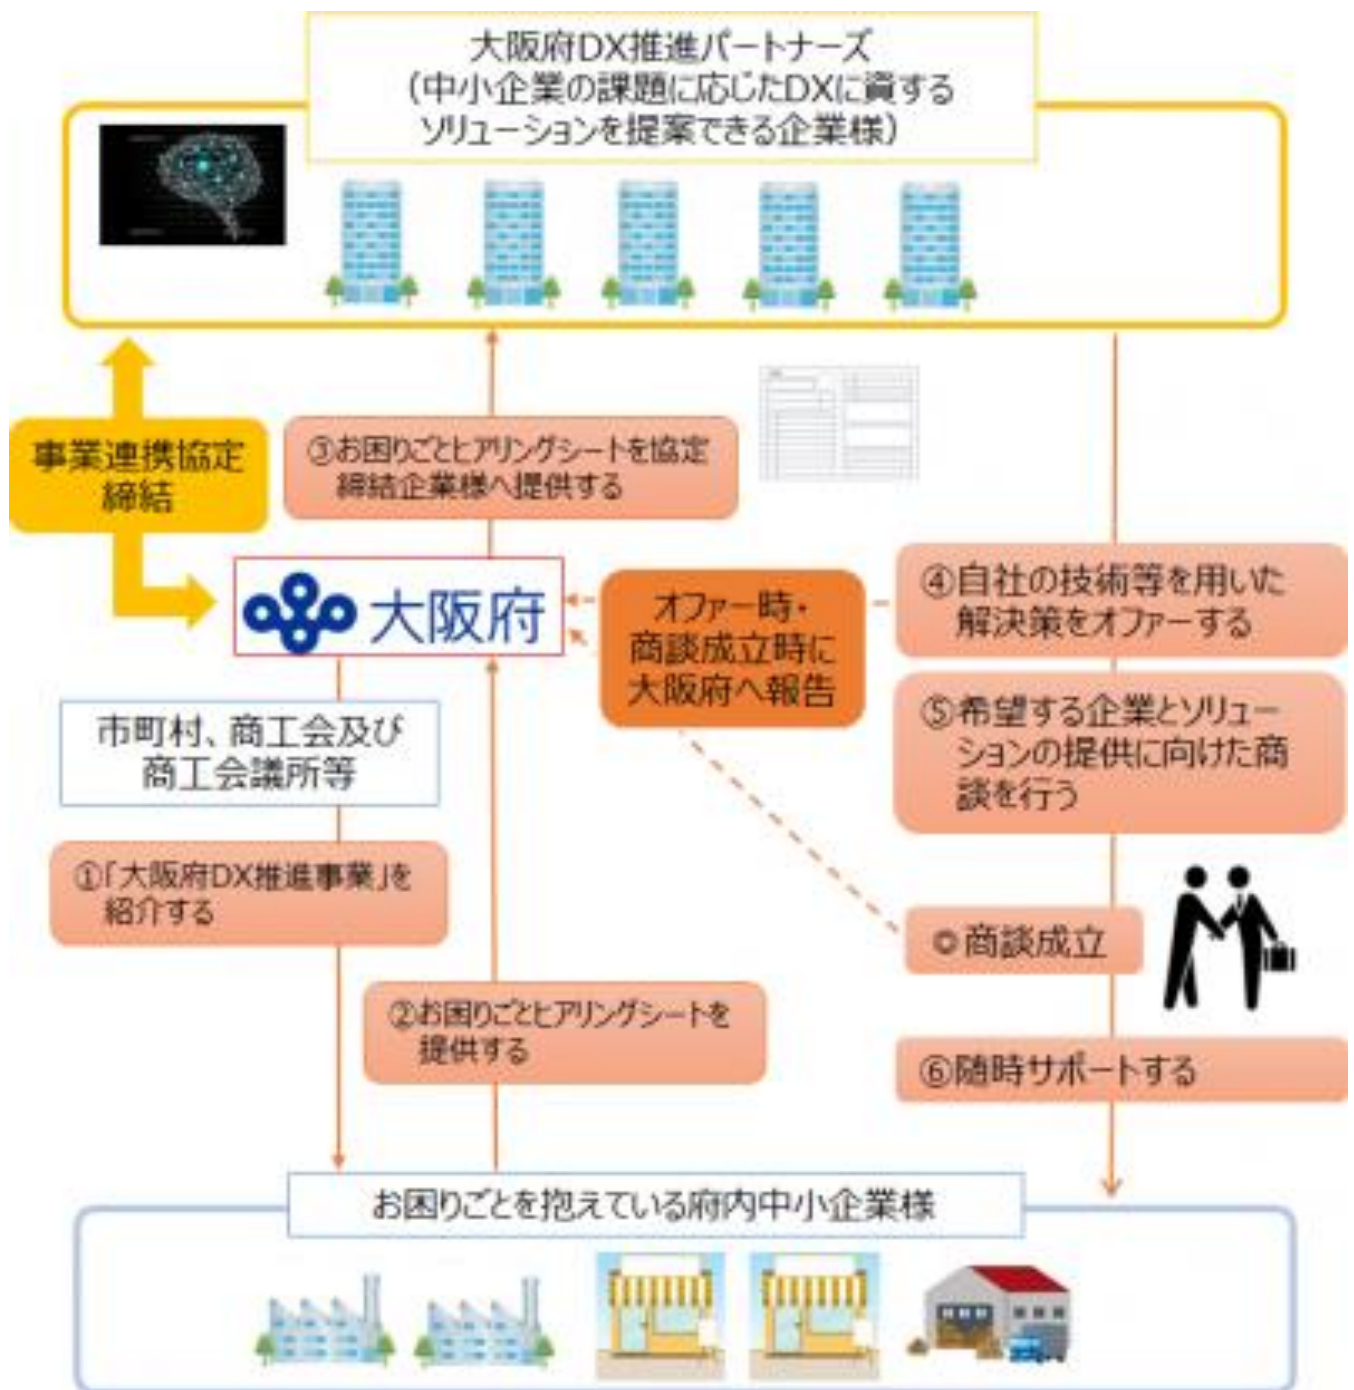 大阪府DX推進パートナーズ
（中小企業の課題に応じたDXに資する
ソリューションを提案できる企業様）
事業連携協定
締結
③お困りごとヒアリングシートを協定
締結企業様へ提供する
大阪府
オファー時・
商談成立時に
大阪府へ報告
④自社の技術等を用いた
解決策をオファーする
⑤希望する企業とソリュー
ションの提供に向けた商
談を行う
市町村、商工会及び
商工会議所等
①「大阪府DX推進事業」を
紹介する
◎商談成立
②お困りごとヒアリングシートを
提供する
⑥随時サポートする
お困りごとを抱えている府内中小企業様